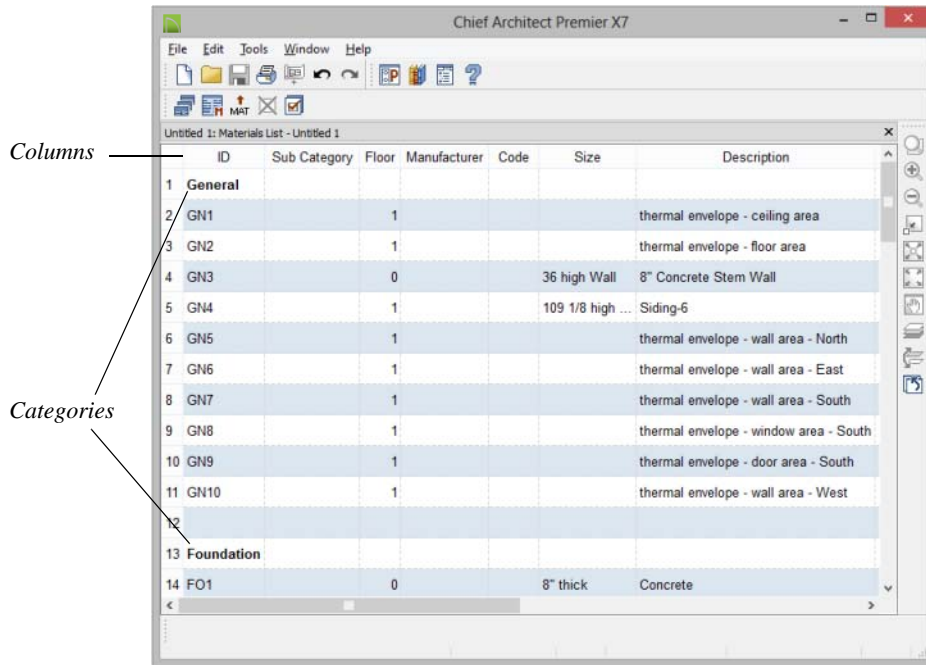 Chief Architect Premier X7
File Edit Tools Window Help
MAT
Untitled 1: Materials List - Untitled 1
Columns
ID Sub Category Floor Manufacturer Code Size Description
1 General
2 GN1 1 thermal envelope - ceiling area
3 GN2 1 thermal envelope - floor area
4 GN3 0 36 high Wall 8" Concrete Stem Wall
5 GN4 1 109 1/8 high ... Siding-6
6 GN5 1 thermal envelope - wall area - North
7 GN6 1 thermal envelope - wall area - East
Categories
8 GN7 1 thermal envelope - wall area - South
9 GN8 1 thermal envelope - window area - South
10 GN9 1 thermal envelope - door area - South
11 GN10 1 thermal envelope - wall area - West
12
13 Foundation
14 FO1 0 8" thick Concrete